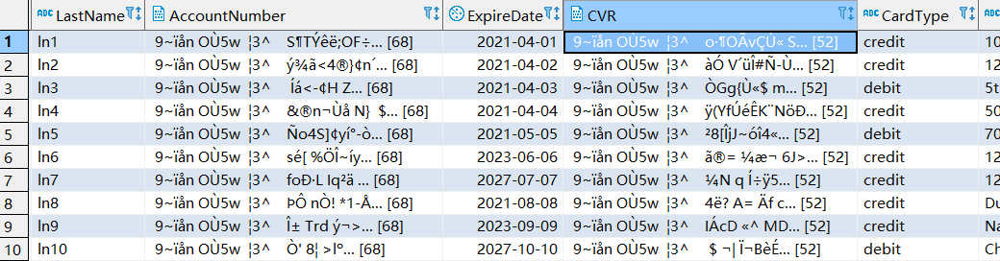 ABC LastName AccountNumber ExpireDate CVR CardType ABC
1 ln1 9~ïån OÙ5w ¦3^ S¶TÝêë;OF÷... [68] 2021-04-01 9~ïån OÙ5w ¦3^ o·¶OÃvÇÚ« S... [52] credit 10
2 ln2 9~ïån OÙ5w ¦3^ ý¾ã<4®}¢n´... [68] 2021-04-02 9~ïån OÙ5w ¦3^ àÓ V´üÎ#Ñ-Ù... [52] credit 12
3 ln3 9~ïån OÙ5w ¦3^ Íá<-¢H Z... [68] 2021-04-03 9~ïån OÙ5w ¦3^ ÒGg{Ù«$ m... [52] debit 5t
4 ln4 9~ïån OÙ5w ¦3^ &®n¬Ùå N} $... [68] 2021-04-04 9~ïån OÙ5w ¦3^ ÿ(YfÚéÊK¨NöÐ... [52] credit 50
5 ln5 9~ïån OÙ5w ¦3^ Ño4S]¢yí°-ò... [68] 2021-05-05 9~ïån OÙ5w ¦3^ ²8[ÎjJ~óî4«... [52] debit 70
6 ln6 9~ïån OÙ5w ¦3^ sé[ %ÖÎ~íy... [68] 2023-06-06 9~ïån OÙ5w ¦3^ ã®= ¼æ¬ 6J>... [52] credit 12
7 ln7 9~ïån OÙ5w ¦3^ foÐ·L Iq²ä ... [68] 2027-07-07 9~ïån OÙ5w ¦3^ ¼N q Í÷ÿ5... [52] credit 12
8 ln8 9~ïån OÙ5w ¦3^ ÞÔ nÒ! *1-Å... [68] 2021-08-08 9~ïån OÙ5w ¦3^ 4ë? A= Äf c... [52] credit Du
9 ln9 9~ïån OÙ5w ¦3^ Î± Trd ý¬>... [68] 2023-09-09 9~ïån OÙ5w ¦3^ IÁcD «^ MD... [52] credit Na
10 ln10 9~ïån OÙ5w ¦3^ Ò' 8¦ >lº... [68] 2027-10-10 9~ïån OÙ5w ¦3^ $ ¬| Ï¬BèÉ... [52] debit Ch